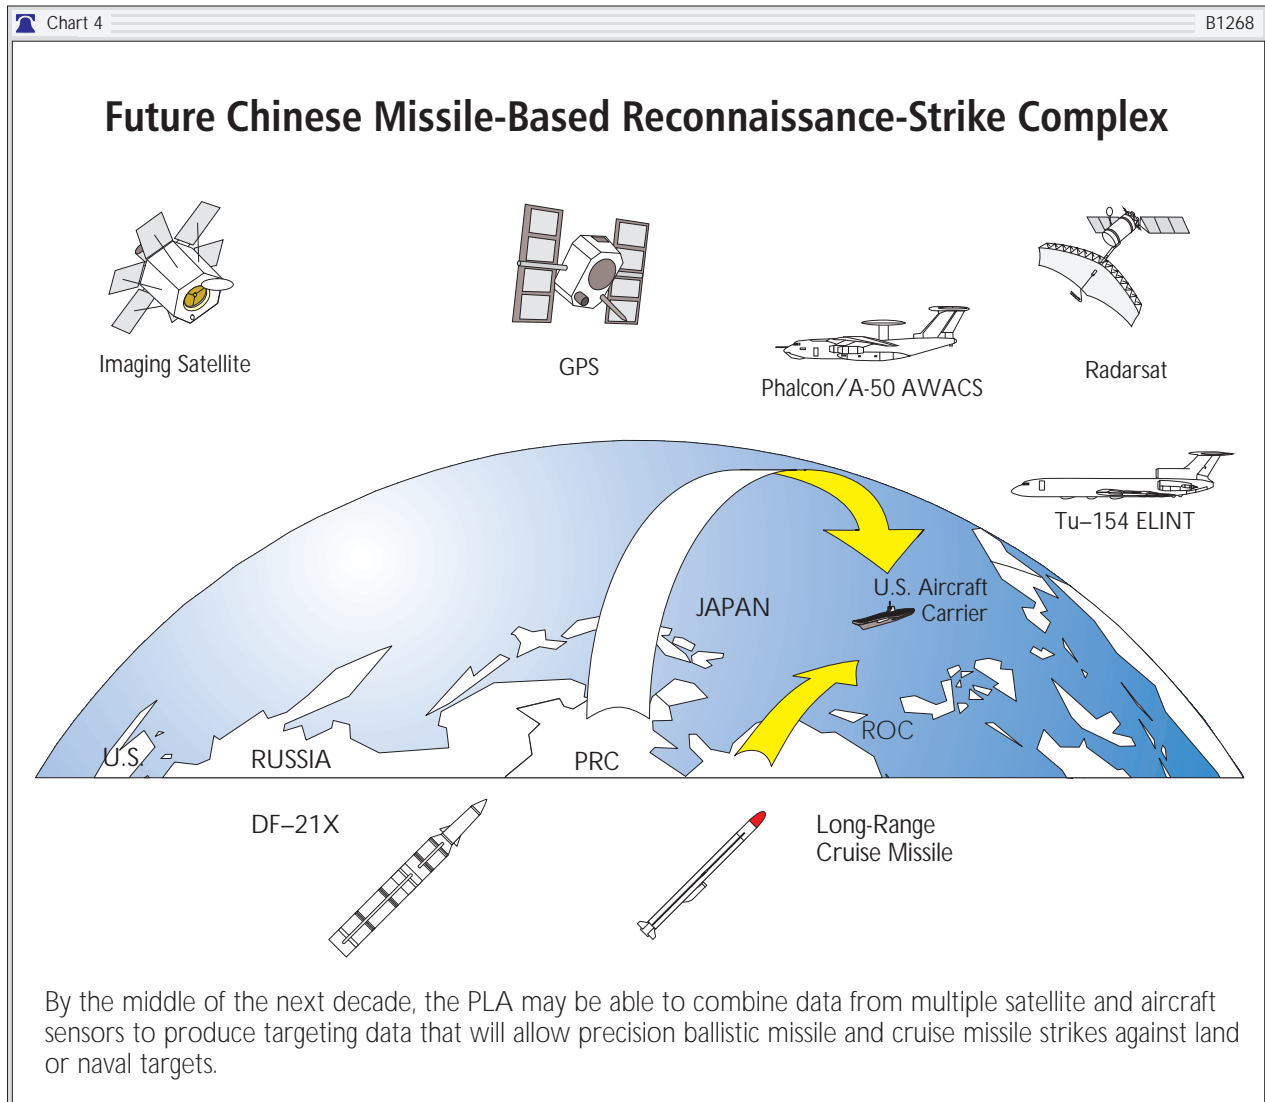 Chart 4
B1268
Future Chinese Missile-Based Reconnaissance-Strike Complex
Imaging Satellite
GPS
Phalcon/A-50 AWACS
Radarsat
Tu–154 ELINT
U.S. Aircraft
Carrier
JAPAN
ROC
U.S.
RUSSIA
PRC
DF–21X
Long-Range
Cruise Missile
By the middle of the next decade, the PLA may be able to combine data from multiple satellite and aircraft
sensors to produce targeting data that will allow precision ballistic missile and cruise missile strikes against land
or naval targets.